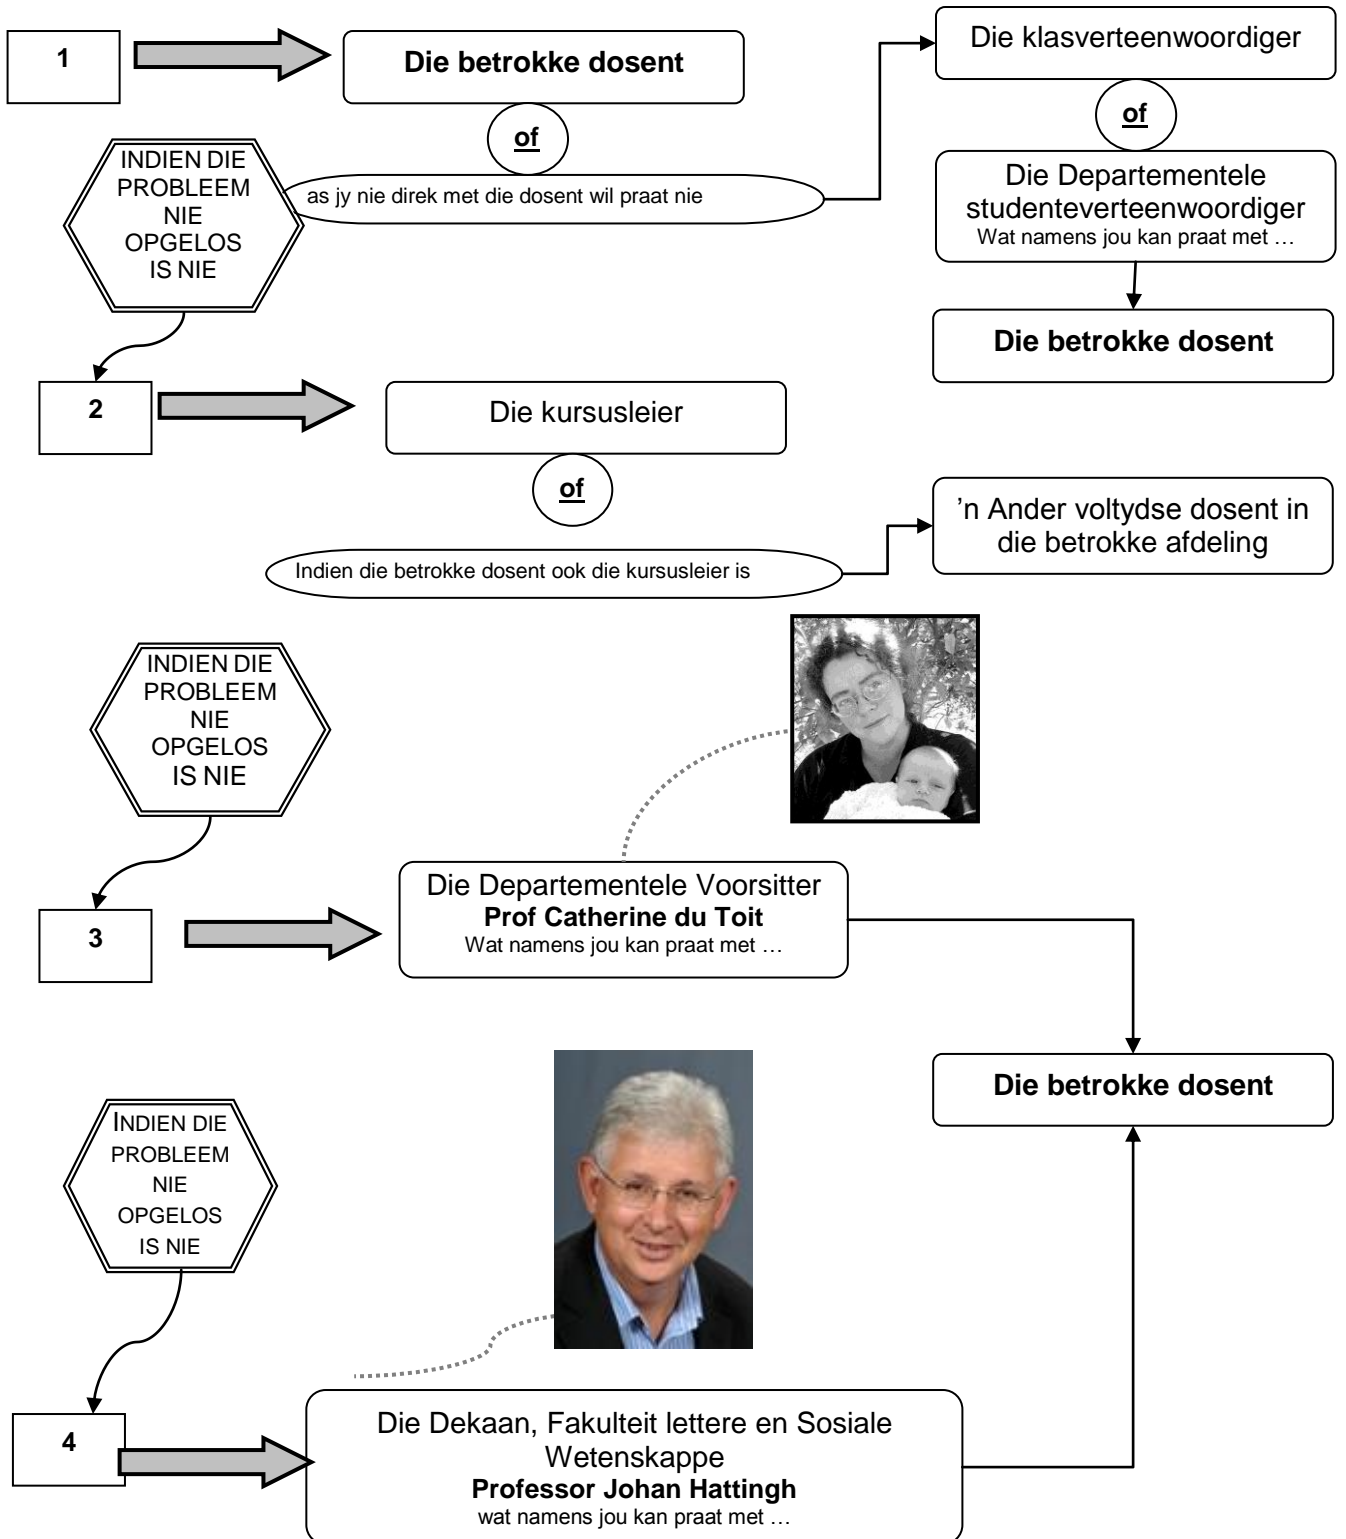 1
Die betrokke dosent
of
as jy nie direk met die dosent wil praat nie
Die klasverteenwoordiger
of
Die Departementele
studenteverteenwoordiger
Wat namens jou kan praat met …
Die betrokke dosent
INDIEN DIE
PROBLEEM
NIE
OPGELOS
IS NIE
2
Die kursusleier
of
Indien die betrokke dosent ook die kursusleier is
’n Ander voltydse dosent in
die betrokke afdeling
INDIEN DIE
PROBLEEM
NIE
OPGELOS
IS NIE
3
Die Departementele Voorsitter
Prof Catherine du Toit
Wat namens jou kan praat met …
Die betrokke dosent
INDIEN DIE
PROBLEEM
NIE
OPGELOS
IS NIE
4
Die Dekaan, Fakulteit lettere en Sosiale
Wetenskappe
Professor Johan Hattingh
wat namens jou kan praat met …